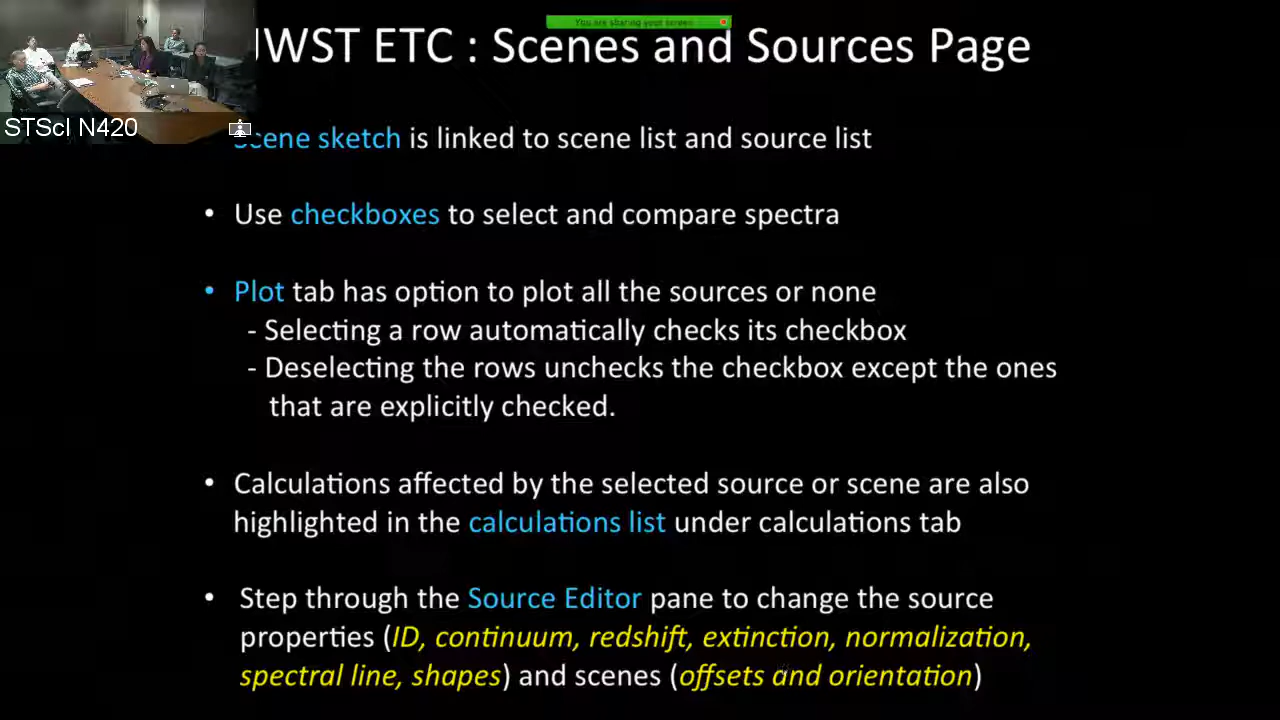 You are sharing your screen
JWST ETC : Scenes and Sources Page
STScI N420
Scene sketch is linked to scene list and source list
• Use checkboxes to select and compare spectra
• Plot tab has option to plot all the sources or none
- Selecting a row automatically checks its checkbox
- Deselecting the rows unchecks the checkbox except the ones
that are explicitly checked.
• Calculations affected by the selected source or scene are also
highlighted in the calculations list under calculations tab
• Step through the Source Editor pane to change the source
properties (ID, continuum, redshift, extinction, normalization,
spectral line, shapes) and scenes (offsets and orientation)